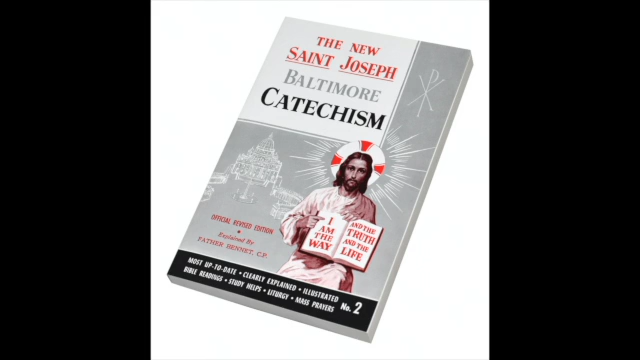 THE NEW
SAINT JOSEPH
BALTIMORE
CATECHISM
I
AM
THE
WAY
AND THE
TRUTH
AND THE
LIFE
OFFICIAL REVISED EDITION
Explained By
FATHER BENNET, C.P.
MOST UP-TO-DATE • CLEARLY EXPLAINED • ILLUSTRATED
BIBLE READINGS • STUDY HELPS • LITURGY • MASS PRAYERS
No. 2